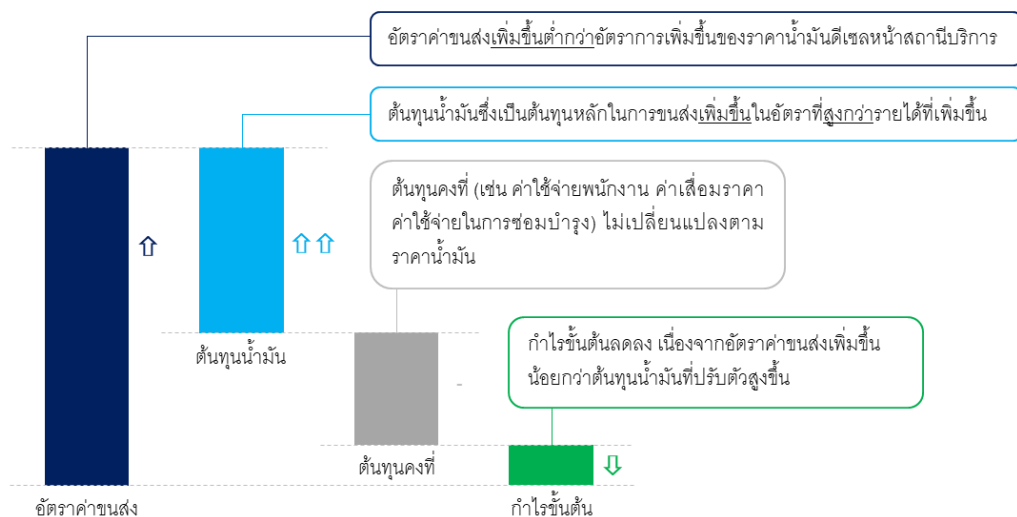 อัตราค่าขนส่งเพิ่มขึ้นต่ำกว่าอัตราการเพิ่มขึ้นของราคาน้ำมันดีเซลหน้าสถานีบริการ
ต้นทุนน้ำมันซึ่งเป็นต้นทุนหลักในการขนส่งเพิ่มขึ้นในอัตราที่สูงกว่ารายได้ที่เพิ่มขึ้น
ต้นทุนคงที่ (เช่น ค่าใช้จ่ายพนักงาน ค่าเสื่อมราคา
ค่าใช้จ่ายในการซ่อมบำรุง) ไม่เปลี่ยนแปลงตาม
ราคาน้ำมัน
กำไรขั้นต้นลดลง เนื่องจากอัตราค่าขนส่งเพิ่มขึ้น
น้อยกว่าต้นทุนน้ำมันที่ปรับตัวสูงขึ้น
ต้นทุนน้ำมัน
-
ต้นทุนคงที่
อัตราค่าขนส่ง
กำไรขั้นต้น